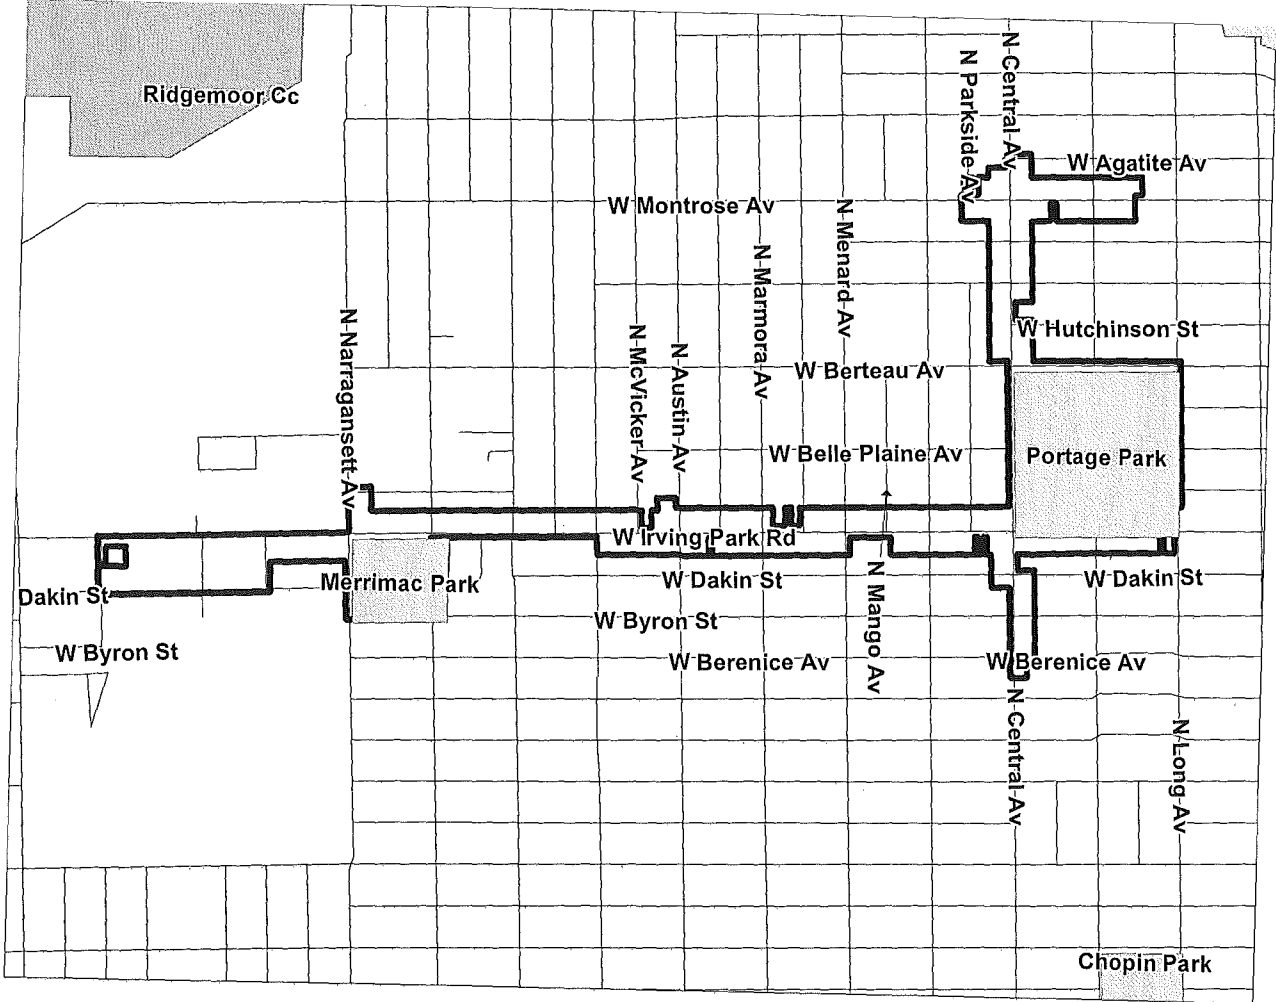 Ridgemoor Cc
N Central Av
N Parkside Av
W Agatite Av
W Montrose Av
N Menard Av
N Marmora Av
N Narragansett Av
N McVicker Av
N Austin Av
W Hutchinson St
W Berteau Av
W Belle Plaine Av
Portage Park
W Irving Park Rd
Merrimac Park
W Dakin St
W Dakin St
Dakin St
N Mango Av
W Byron St
W Byron St
W Berenice Av
W Berenice Av
N Central Av
N Long Av
Chopin Park